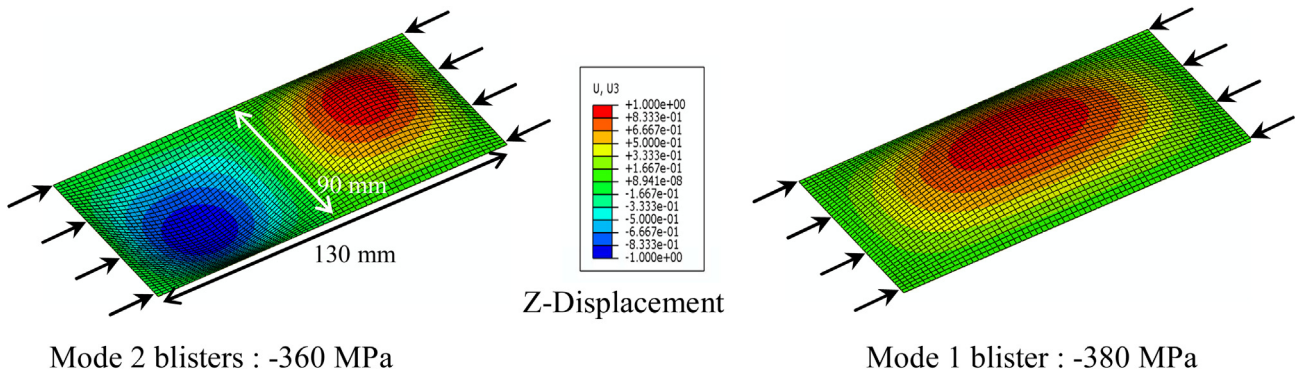 90 mm
130 mm
U, U3
+1.000e+00
+8.333e-01
+6.667e-01
+5.000e-01
+3.333e-01
+1.667e-01
+8.941e-08
-1.667e-01
-3.333e-01
-5.000e-01
-6.667e-01
-8.333e-01
-1.000e+00
Z-Displacement
Mode 2 blisters : -360 MPa
Mode 1 blister : -380 MPa